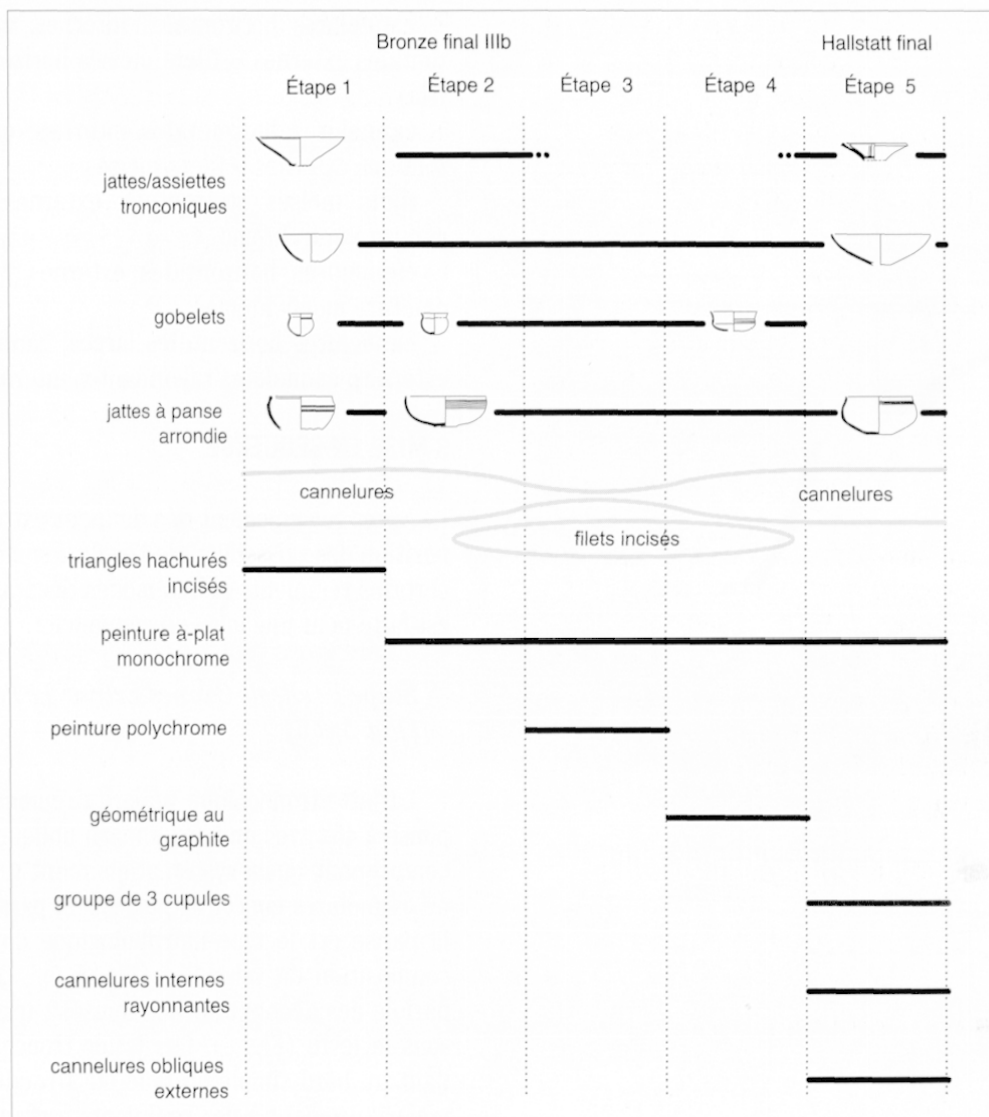 Bronze final IIIb Hallstatt final
Étape 1 Étape 2 Étape 3 Étape 4 Étape 5
jattes/assiettes
tronconiques
gobelets
jattes à panse
arrondie
cannelures cannelures
filets incisés
triangles hachurés
incisés
peinture à-plat
monochrome
peinture polychrome
géométrique au
graphite
groupe de 3 cupules
cannelures internes
rayonnantes
cannelures obliques
externes